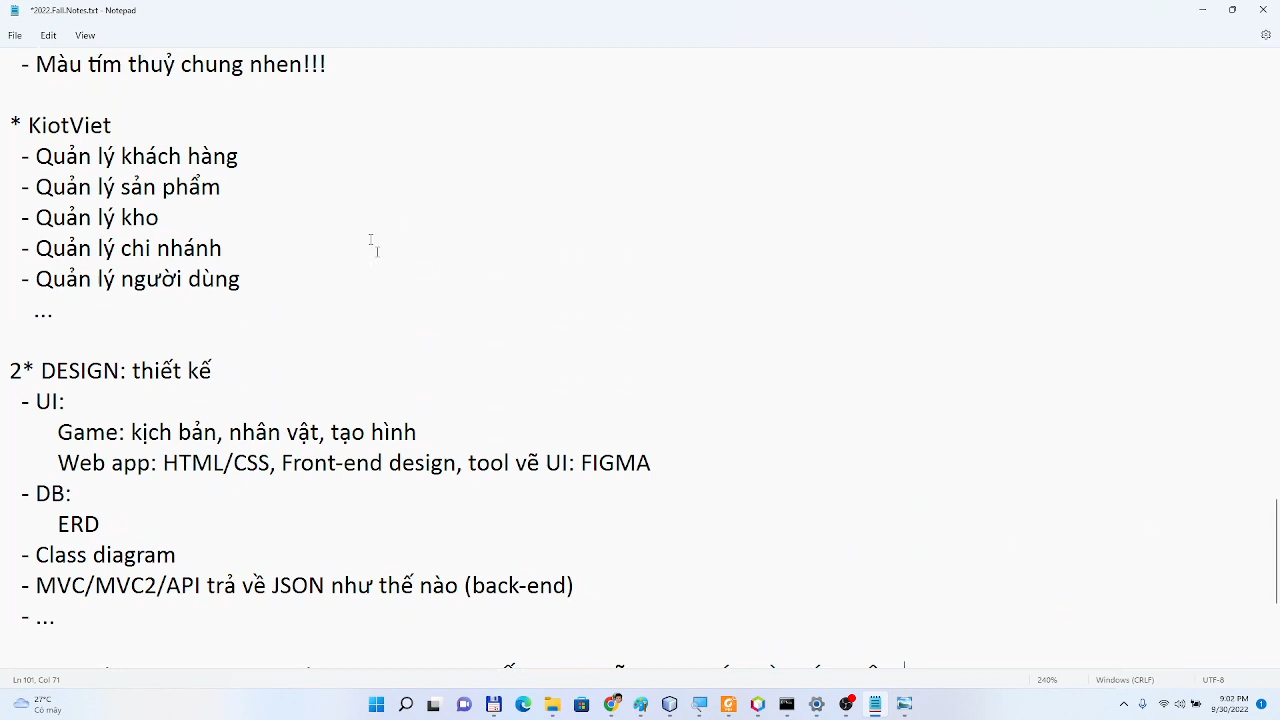 *2022.Fall.Notes.txt - Notepad
File Edit View
- Màu tím thuỷ chung nhen!!!
* KiotViet
- Quản lý khách hàng
- Quản lý sản phẩm
- Quản lý kho
- Quản lý chi nhánh
- Quản lý người dùng
...
2* DESIGN: thiết kế
- UI:
Game: kịch bản, nhân vật, tạo hình
Web app: HTML/CSS, Front-end design, tool vẽ UI: FIGMA
- DB:
ERD
- Class diagram
- MVC/MVC2/API trả về JSON như thế nào (back-end)
- ...
Ln 101, Col 71 240% Windows (CRLF) UTF-8
27°C
Có mây
9:02 PM
9/30/2022